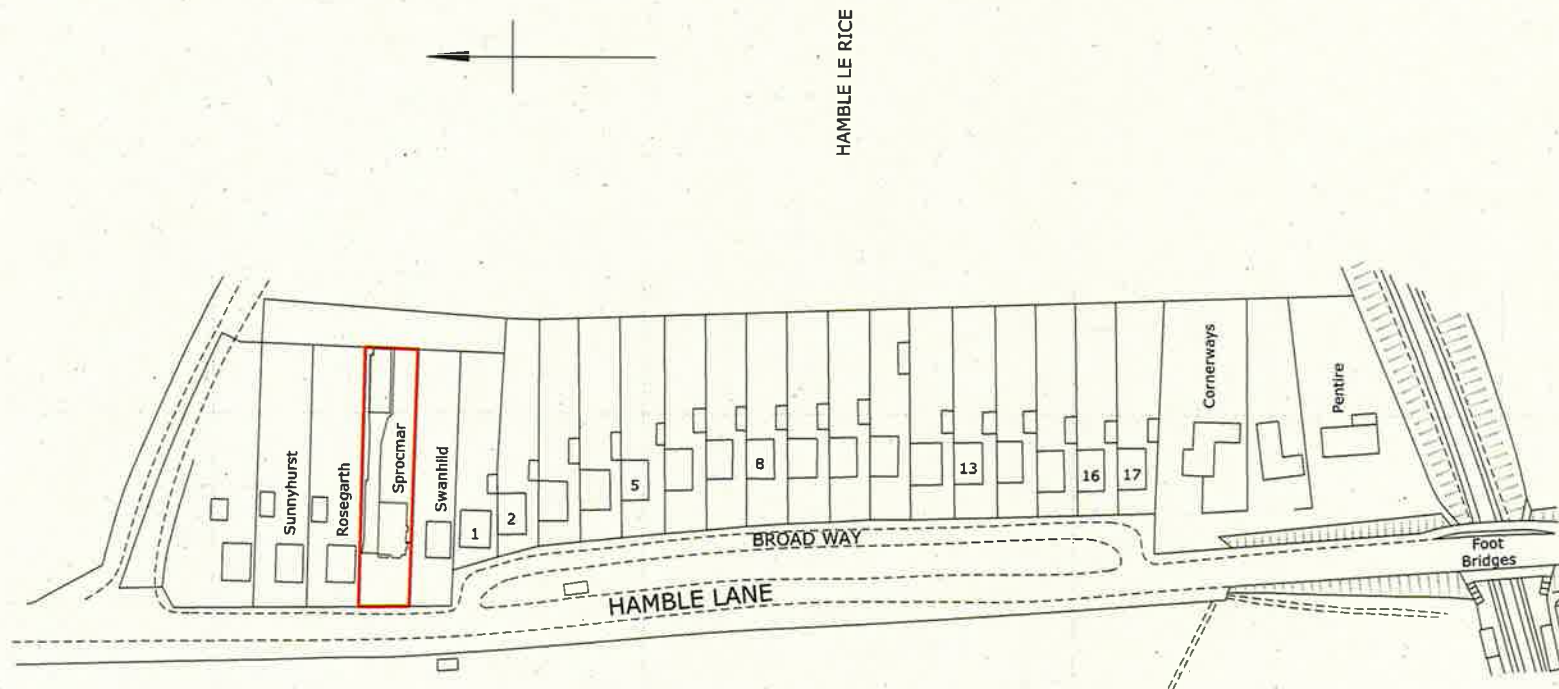 HAMBLE LE RICE
Sunnyhurst
Rosegarth
Sprocmar
Swanhild
1
2
5
8
13
16
17
Cornerways
Pentire
BROAD WAY
HAMBLE LANE
Foot
Bridges